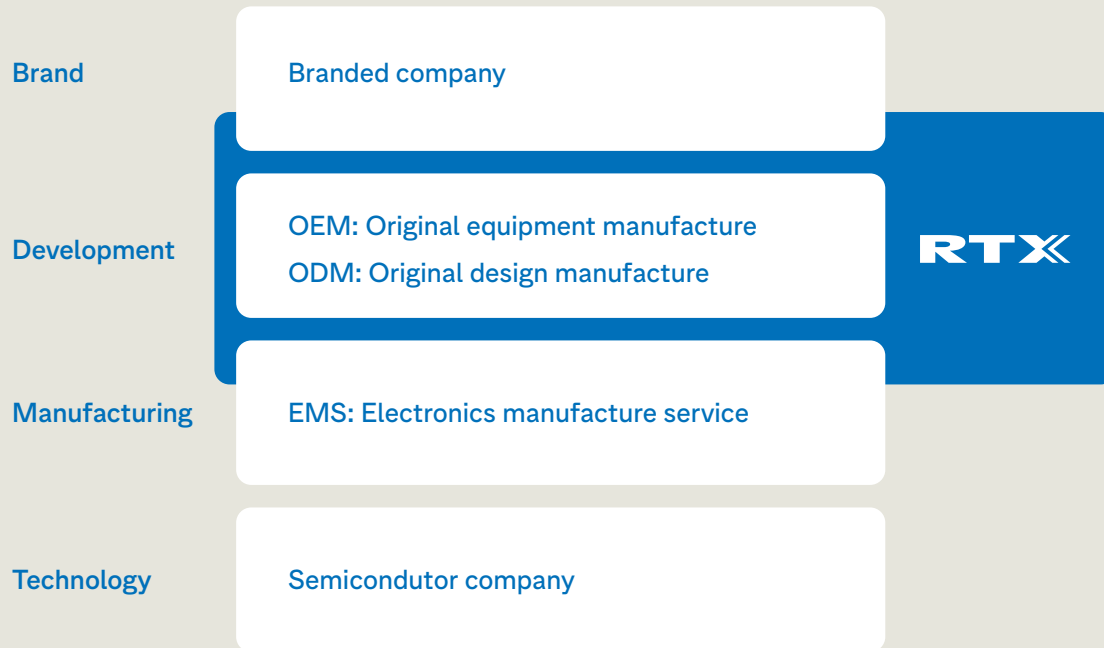 Brand
Branded company
Development
OEM: Original equipment manufacture
ODM: Original design manufacture
RTX
Manufacturing
EMS: Electronics manufacture service
Technology
Semicondutor company